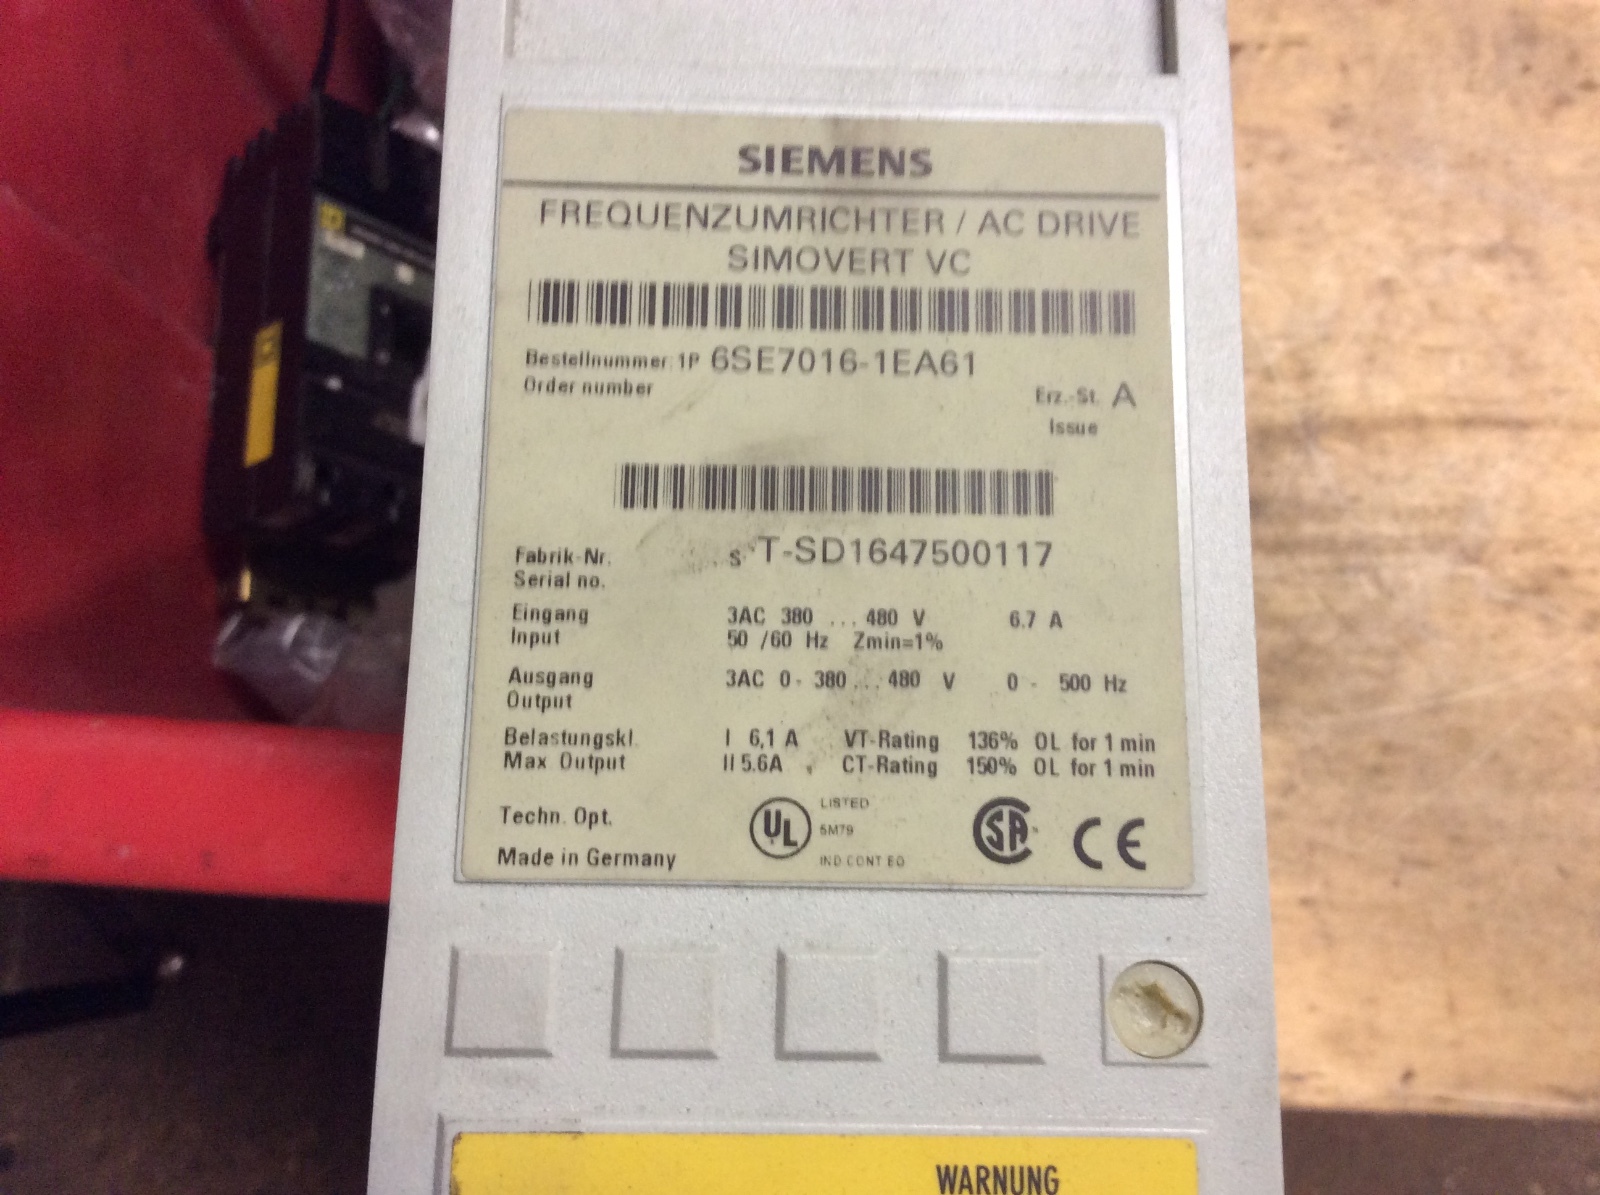 SIEMENS
FREQUENZUMRICHTER / AC DRIVE
SIMOVERT VC
Bestellnummer: 1P 6SE7016-1EA61
Order number
Erz.-St. A
Issue
Fabrik-Nr. S T-SD1647500117
Serial no.
Eingang 3AC 380 ... 480 V 6.7 A
Input 50 /60 Hz Zmin=1%
Ausgang 3AC 0- 380 ... 480 V 0 - 500 Hz
Output
Belastungskl. I 6,1 A VT-Rating 136% OL for 1 min
Max Output II 5.6A CT-Rating 150% OL for 1 min
Techn. Opt. UL LISTED SA CE
5M79
Made in Germany IND CONT EQ
WARNUNG